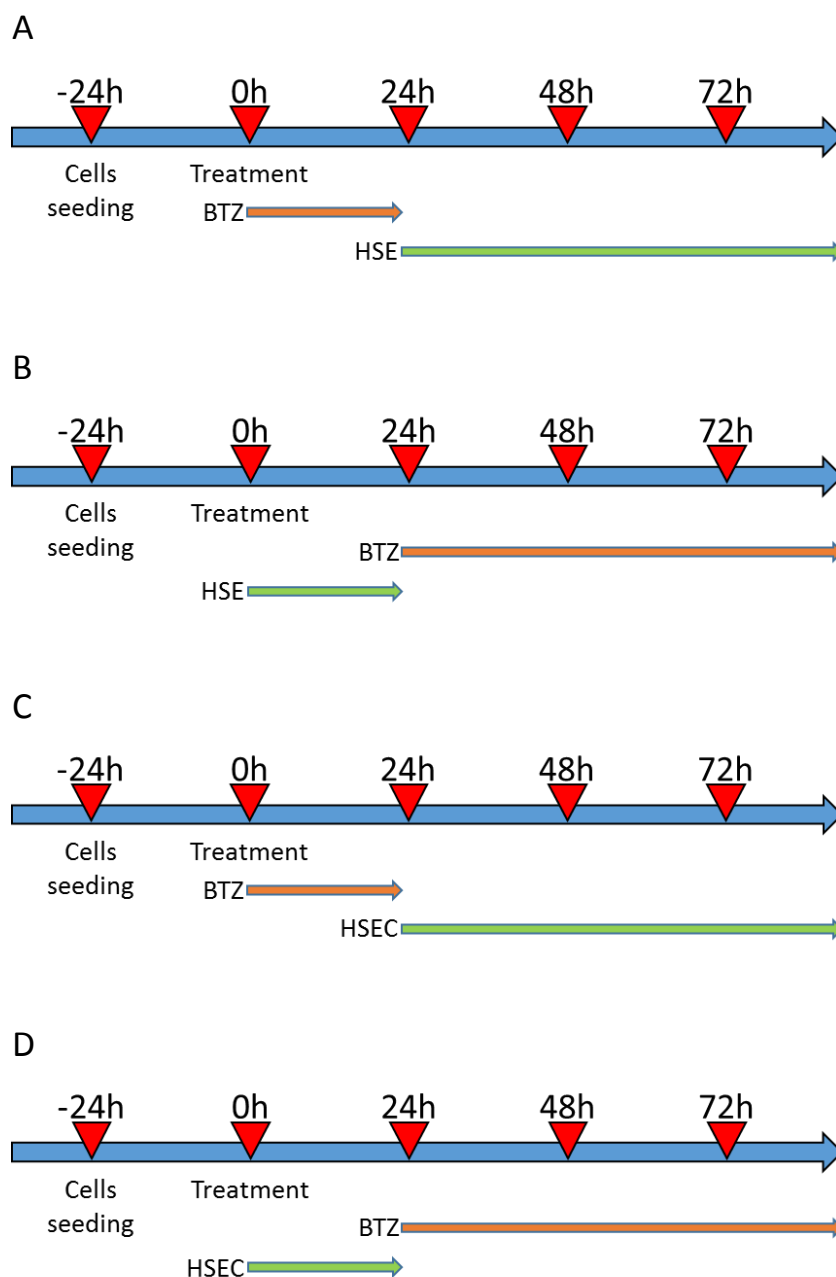 A
-24h 0h 24h 48h 72h
Cells Treatment
seeding BTZ
HSE
B
-24h 0h 24h 48h 72h
Cells Treatment
seeding
BTZ
HSE
C
-24h 0h 24h 48h 72h
Cells Treatment
seeding BTZ
HSEC
D
-24h 0h 24h 48h 72h
Cells Treatment
seeding BTZ
HSEC